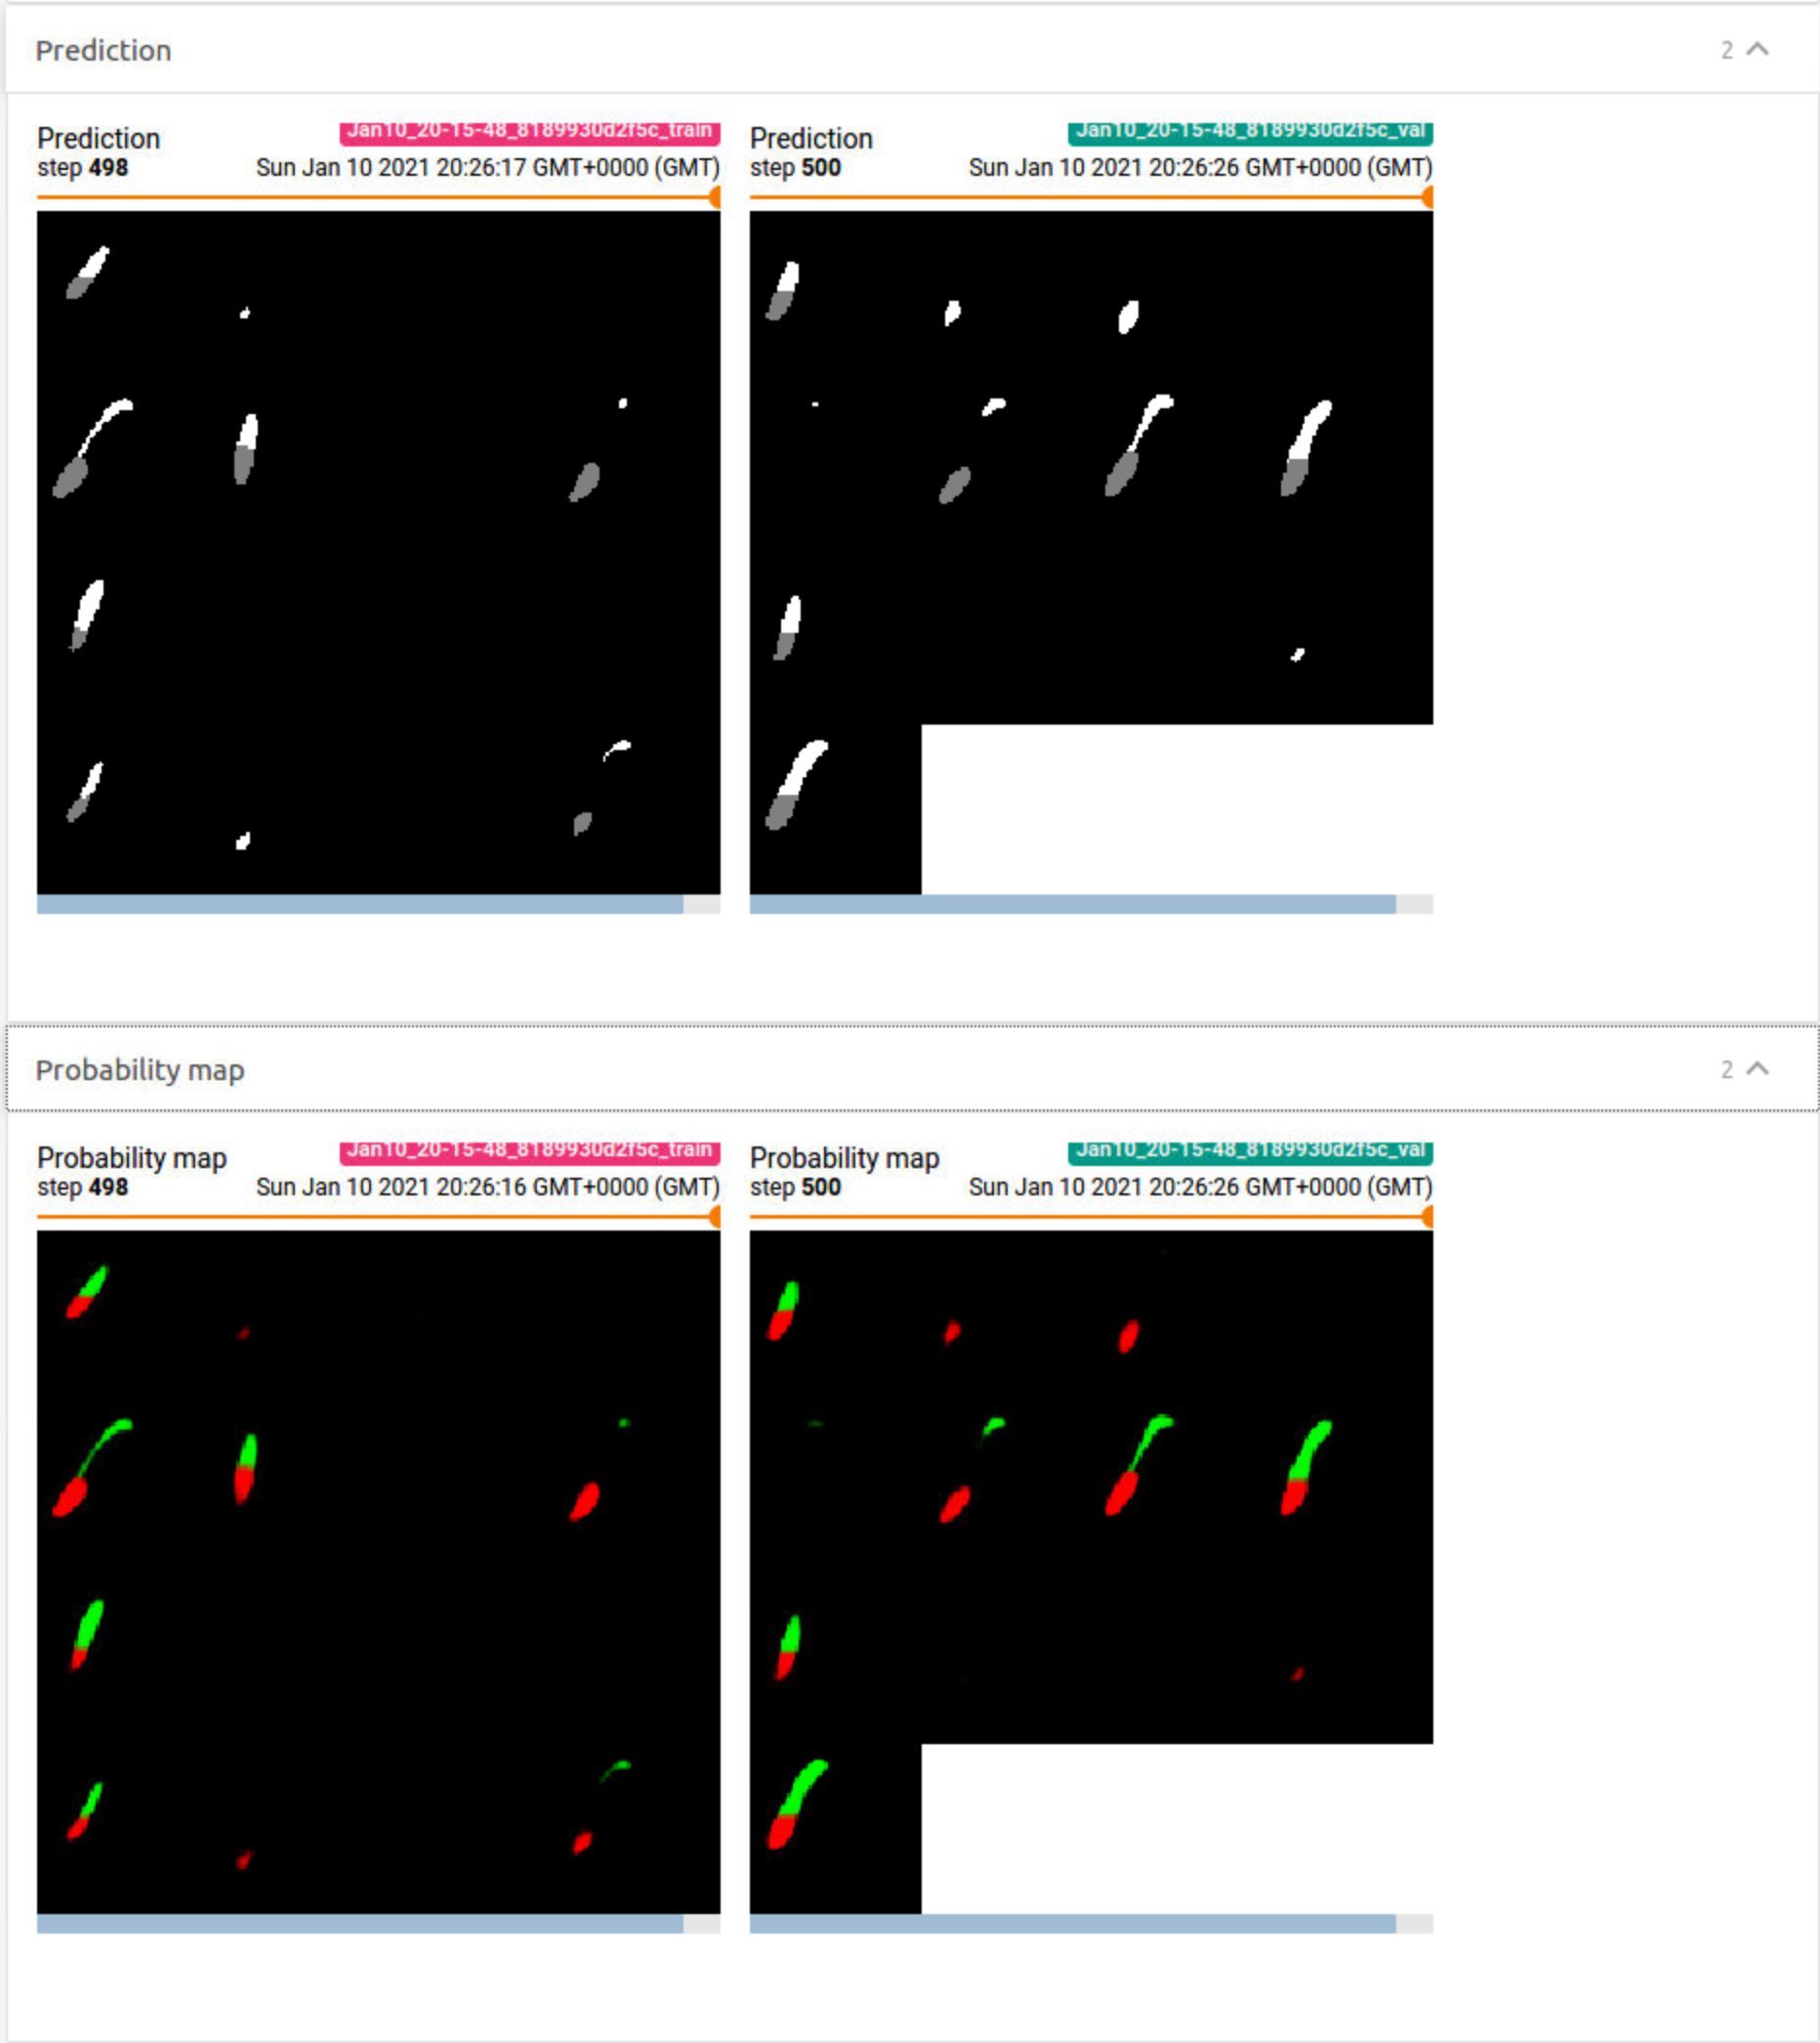 Prediction 2
Prediction Jan10_20-15-48_8189930d2f5c_train
step 498 Sun Jan 10 2021 20:26:17 GMT+0000 (GMT)
Prediction Jan10_20-15-48_8189930d2f5c_val
step 500 Sun Jan 10 2021 20:26:26 GMT+0000 (GMT)
Probability map 2
Probability map Jan10_20-15-48_8189930d2f5c_train
step 498 Sun Jan 10 2021 20:26:16 GMT+0000 (GMT)
Probability map Jan10_20-15-48_8189930d2f5c_val
step 500 Sun Jan 10 2021 20:26:26 GMT+0000 (GMT)